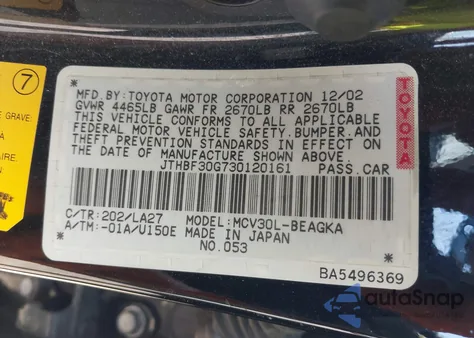 7
MFD.BY:TOYOTA MOTOR CORPORATION 12/02
GVWR 4465LB GAWR FR 2670LB RR 2670LB
THIS VEHICLE CONFORMS TO ALL APPLICABLE
FEDERAL MOTOR VEHICLE SAFETY,BUMPER,AND
THEFT PREVENTION STANDARDS IN EFFECT ON
THE DATE OF MANUFACTURE SHOWN ABOVE.
JTHBF30G730120161 PASS.CAR
TOYOTA
C/TR:202/LA27 MODEL:MCV30L-BEAGKA
A/TM:-01A/U150E MADE IN JAPAN
NO.053
BA5496369
AIRE
autoSnap